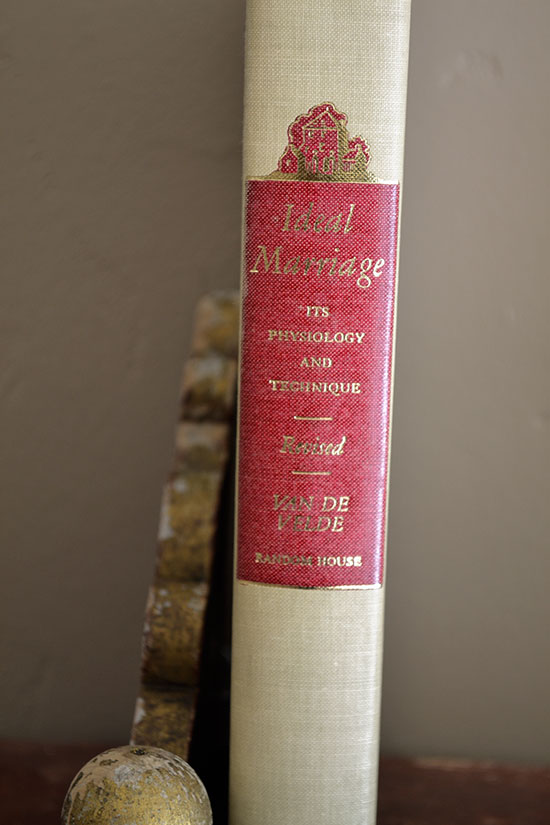 Ideal
Marriage
ITS
PHYSIOLOGY
AND
TECHNIQUE
Revised
VAN DE
VELDE
RANDOM HOUSE